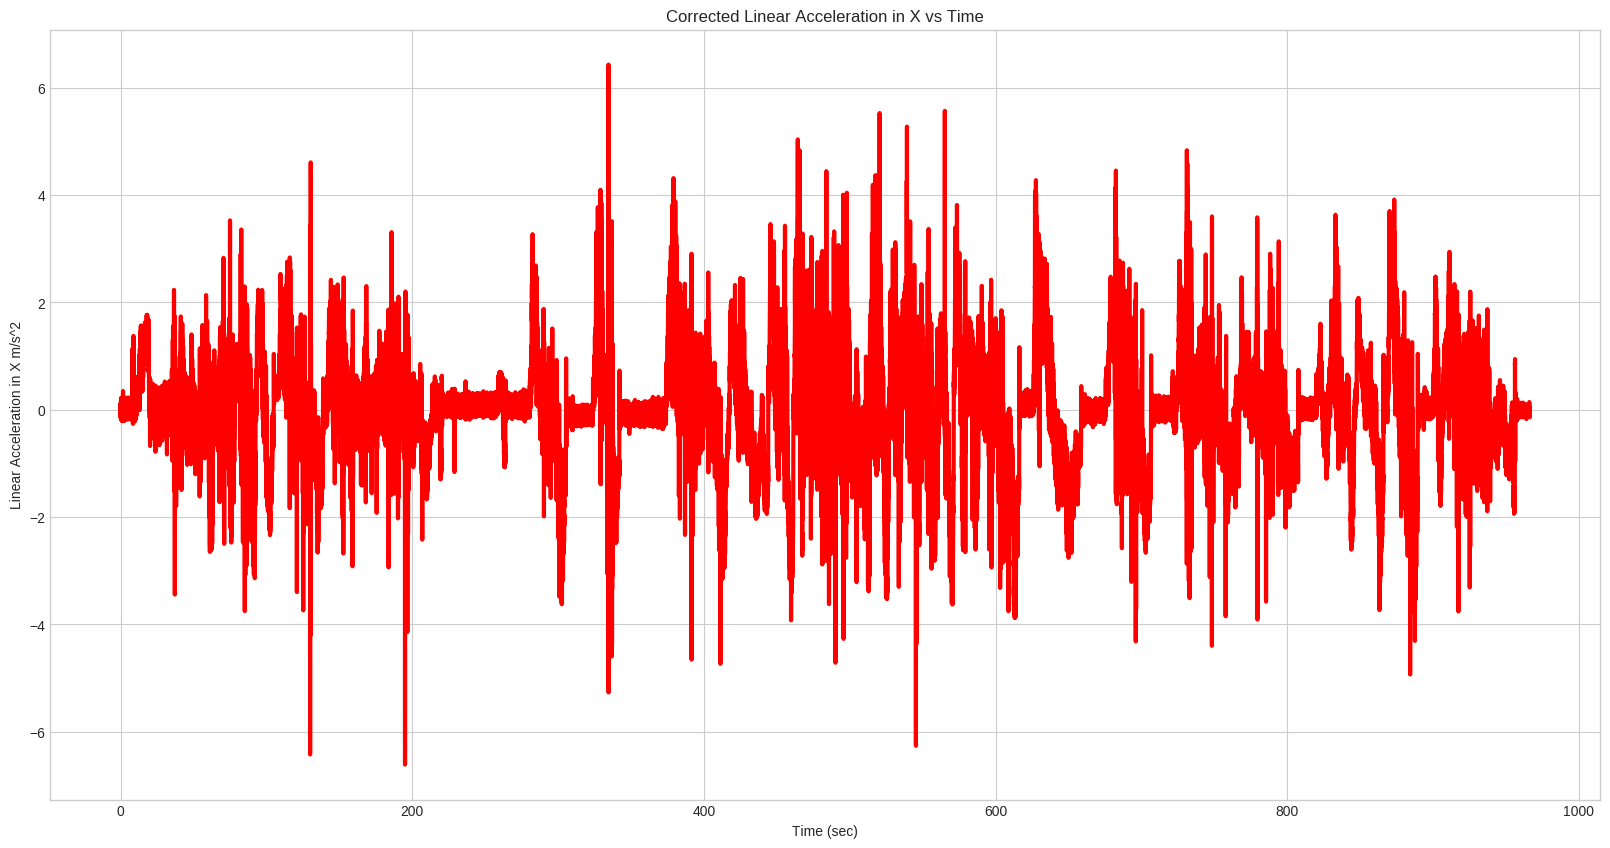 Corrected Linear Acceleration in X vs Time
Linear Acceleration in X m/s^2
6
4
2
0
−2
−4
−6
0 200 400 600 800 1000
Time (sec)